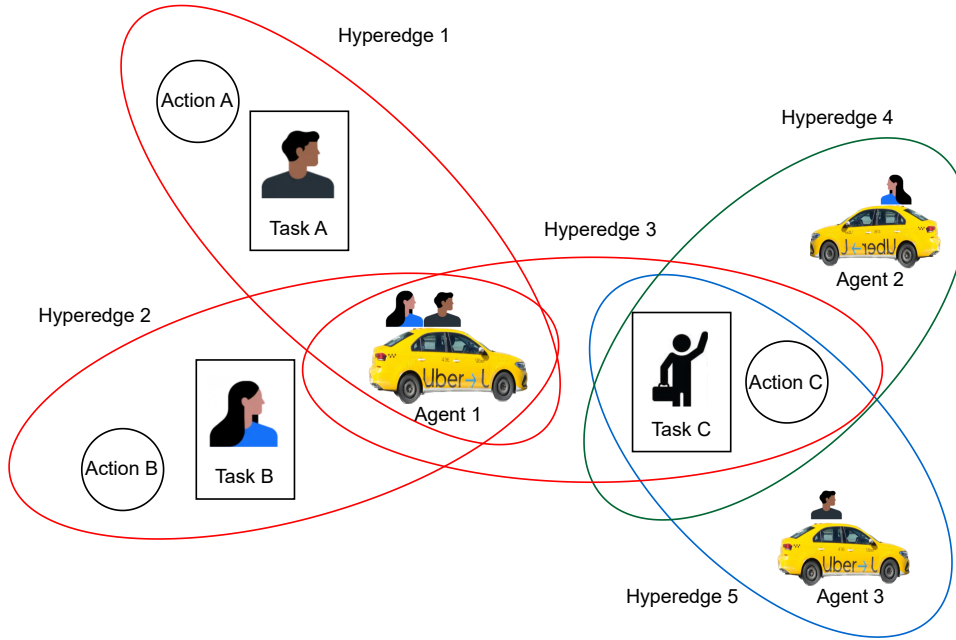 Hyperedge 1
Action A
Task A
Hyperedge 4
Uber→L
Agent 2
Hyperedge 3
Hyperedge 2
Uber→L
Agent 1
Action C
Task C
Action B
Task B
Uber→L
Agent 3
Hyperedge 5